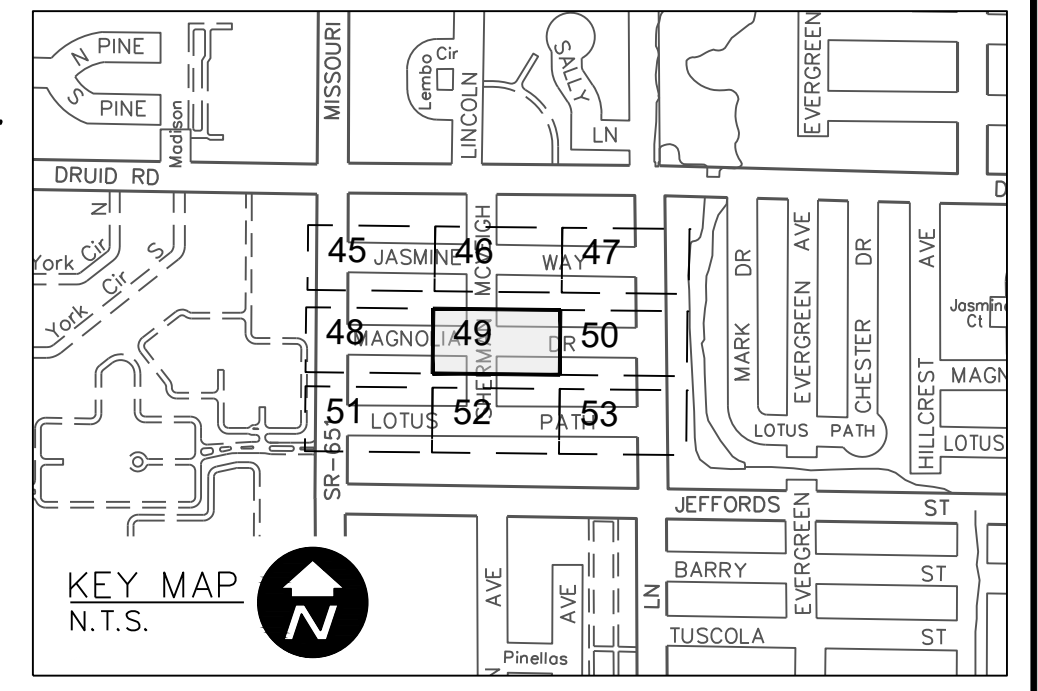 N PINE
S PINE
Madison
MISSOURI
Lembo Cir
LINCOLN
SALLY
LN
EVERGREEN
DRUID RD
D
N
York Cir
York Cir S
45 46 47
JASMINE WAY
SHERMAN MCVEIGH
48 49 50
MAGNOLIA DR
51 52 53
LOTUS PATH
SR-651
MARK DR
EVERGREEN AVE
CHESTER DR
HILLCREST AVE
Jasmine
Ct
MAGN
LOTUS PATH
LOTUS
JEFFORDS ST
EVERGREEN
BARRY ST
TUSCOLA ST
LN
AVE
AVE
Pinellas
N
KEY MAP
N.T.S.
N